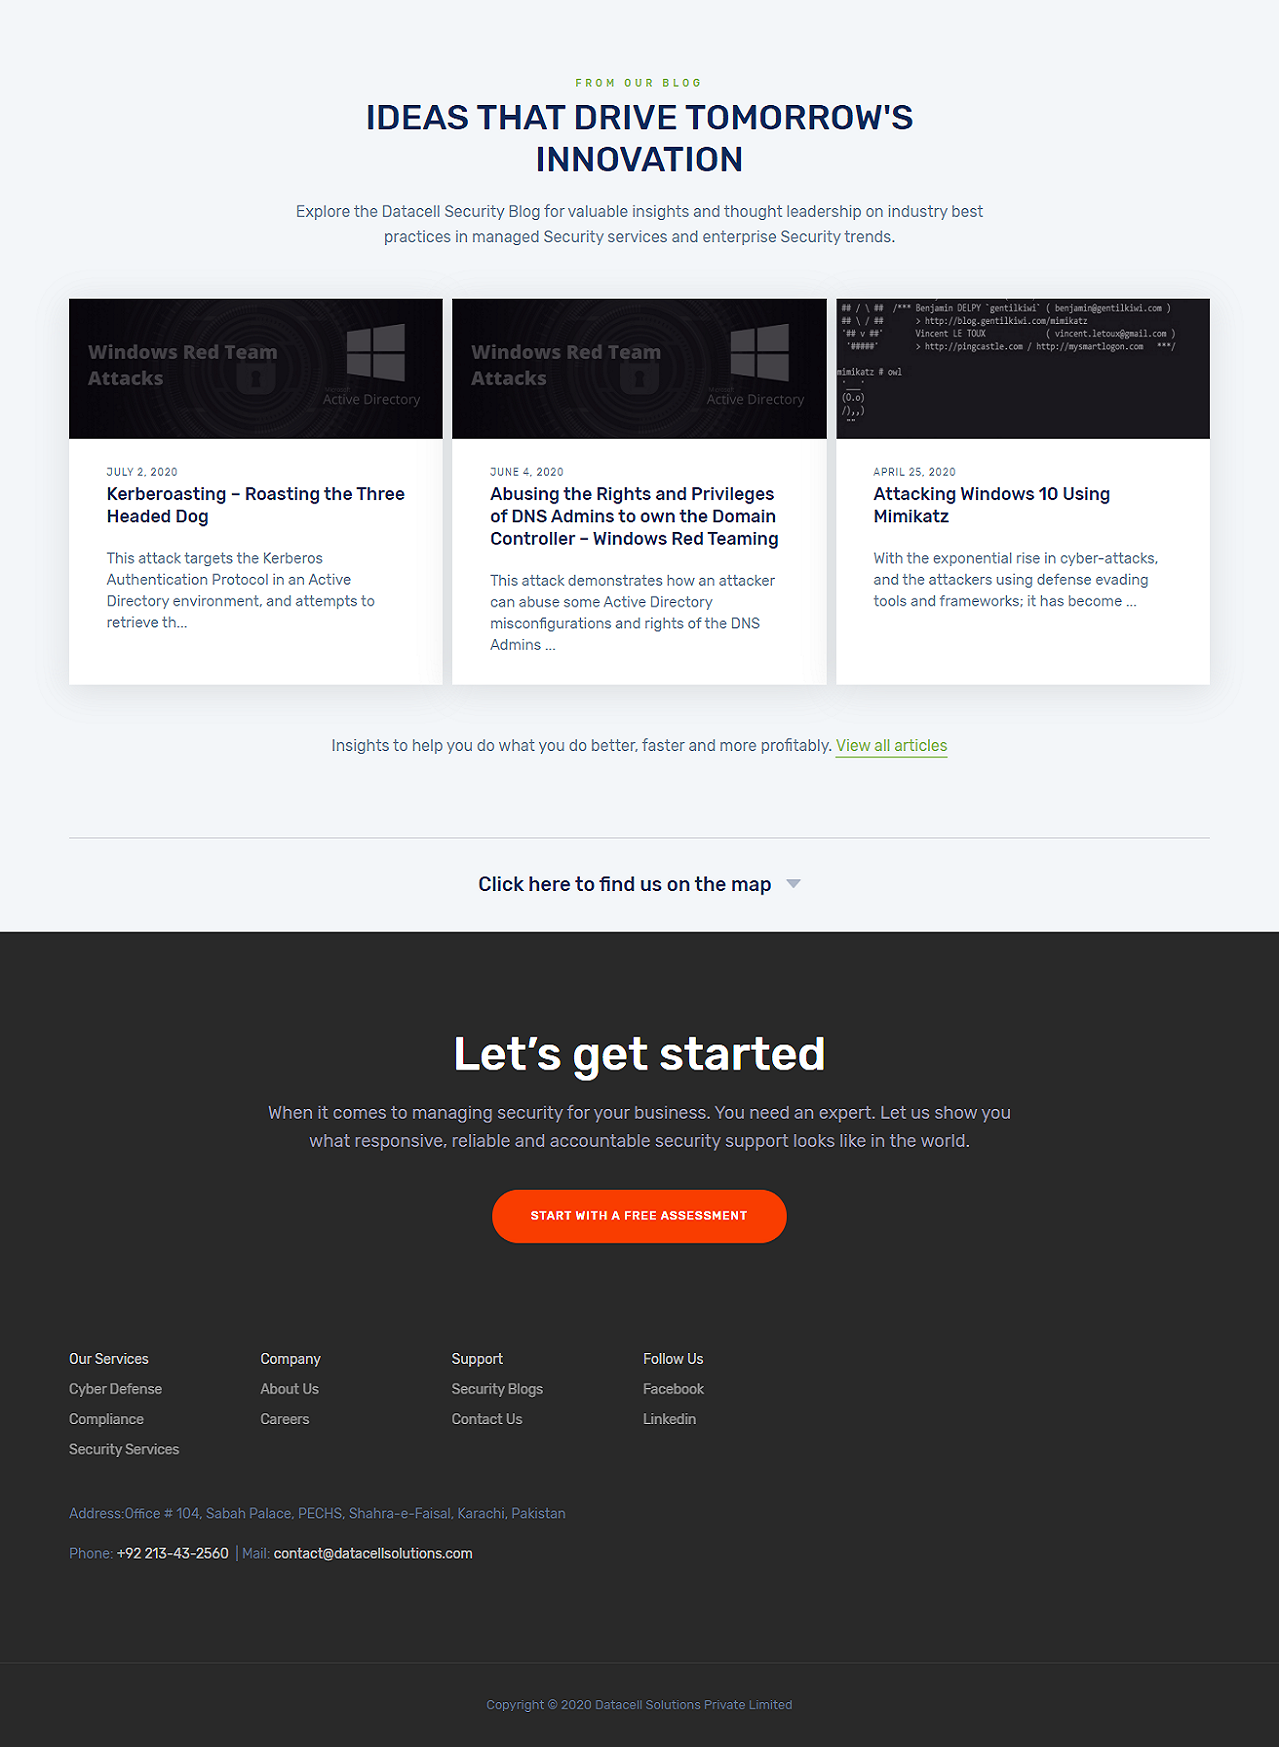 FROM OUR BLOG
IDEAS THAT DRIVE TOMORROW'S
INNOVATION
Explore the Datacell Security Blog for valuable insights and thought leadership on industry best
practices in managed Security services and enterprise Security trends.
Windows Red Team
Attacks
Microsoft
Active Directory
JULY 2, 2020
Kerberoasting – Roasting the Three
Headed Dog
This attack targets the Kerberos
Authentication Protocol in an Active
Directory environment, and attempts to
retrieve th...
Windows Red Team
Attacks
Microsoft
Active Directory
JUNE 4, 2020
Abusing the Rights and Privileges
of DNS Admins to own the Domain
Controller – Windows Red Teaming
This attack demonstrates how an attacker
can abuse some Active Directory
misconfigurations and rights of the DNS
Admins ...
## / \ ## /*** Benjamin DELPY `gentilkiwi` ( benjamin@gentilkiwi.com )
## \ / ## > http://blog.gentilkiwi.com/mimikatz
'## v ##' Vincent LE TOUX ( vincent.letoux@gmail.com )
'#####' > http://pingcastle.com / http://mysmartlogon.com ***/
mimikatz # owl
(0.o)
/),,)
""
APRIL 25, 2020
Attacking Windows 10 Using
Mimikatz
With the exponential rise in cyber-attacks,
and the attackers using defense evading
tools and frameworks; it has become ...
Insights to help you do what you do better, faster and more profitably. View all articles
Click here to find us on the map
Let’s get started
When it comes to managing security for your business. You need an expert. Let us show you
what responsive, reliable and accountable security support looks like in the world.
START WITH A FREE ASSESSMENT
Our Services
Cyber Defense
Compliance
Security Services
Company
About Us
Careers
Support
Security Blogs
Contact Us
Follow Us
Facebook
Linkedin
Address:Office # 104, Sabah Palace, PECHS, Shahra-e-Faisal, Karachi, Pakistan
Phone: +92 213-43-2560 | Mail: contact@datacellsolutions.com
Copyright © 2020 Datacell Solutions Private Limited